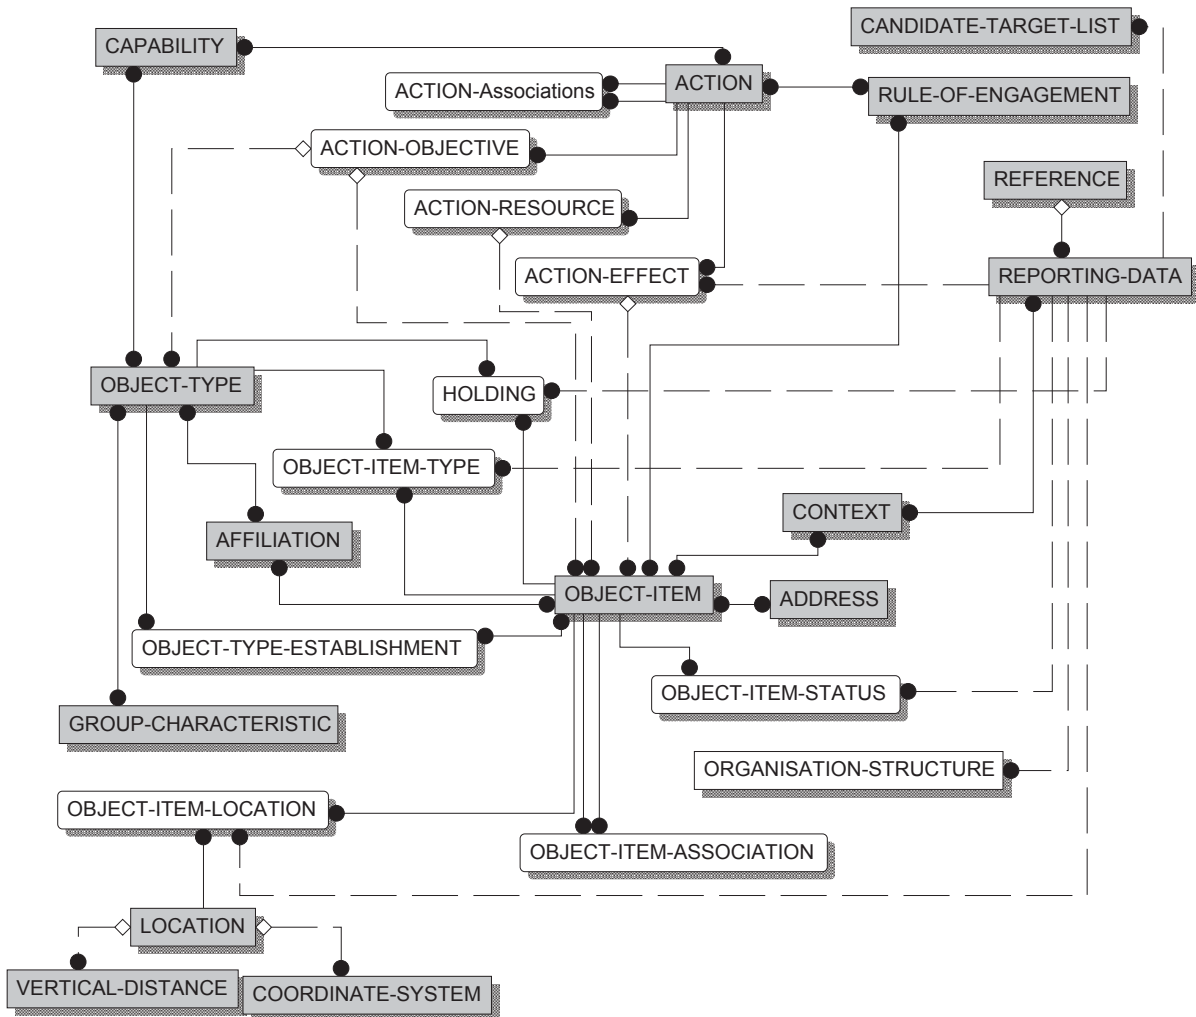 CANDIDATE-TARGET-LIST
CAPABILITY
ACTION
ACTION-Associations
RULE-OF-ENGAGEMENT
ACTION-OBJECTIVE
REFERENCE
ACTION-RESOURCE
ACTION-EFFECT
REPORTING-DATA
OBJECT-TYPE
HOLDING
OBJECT-ITEM-TYPE
CONTEXT
AFFILIATION
OBJECT-ITEM
ADDRESS
OBJECT-TYPE-ESTABLISHMENT
OBJECT-ITEM-STATUS
GROUP-CHARACTERISTIC
ORGANISATION-STRUCTURE
OBJECT-ITEM-LOCATION
OBJECT-ITEM-ASSOCIATION
LOCATION
VERTICAL-DISTANCE
COORDINATE-SYSTEM